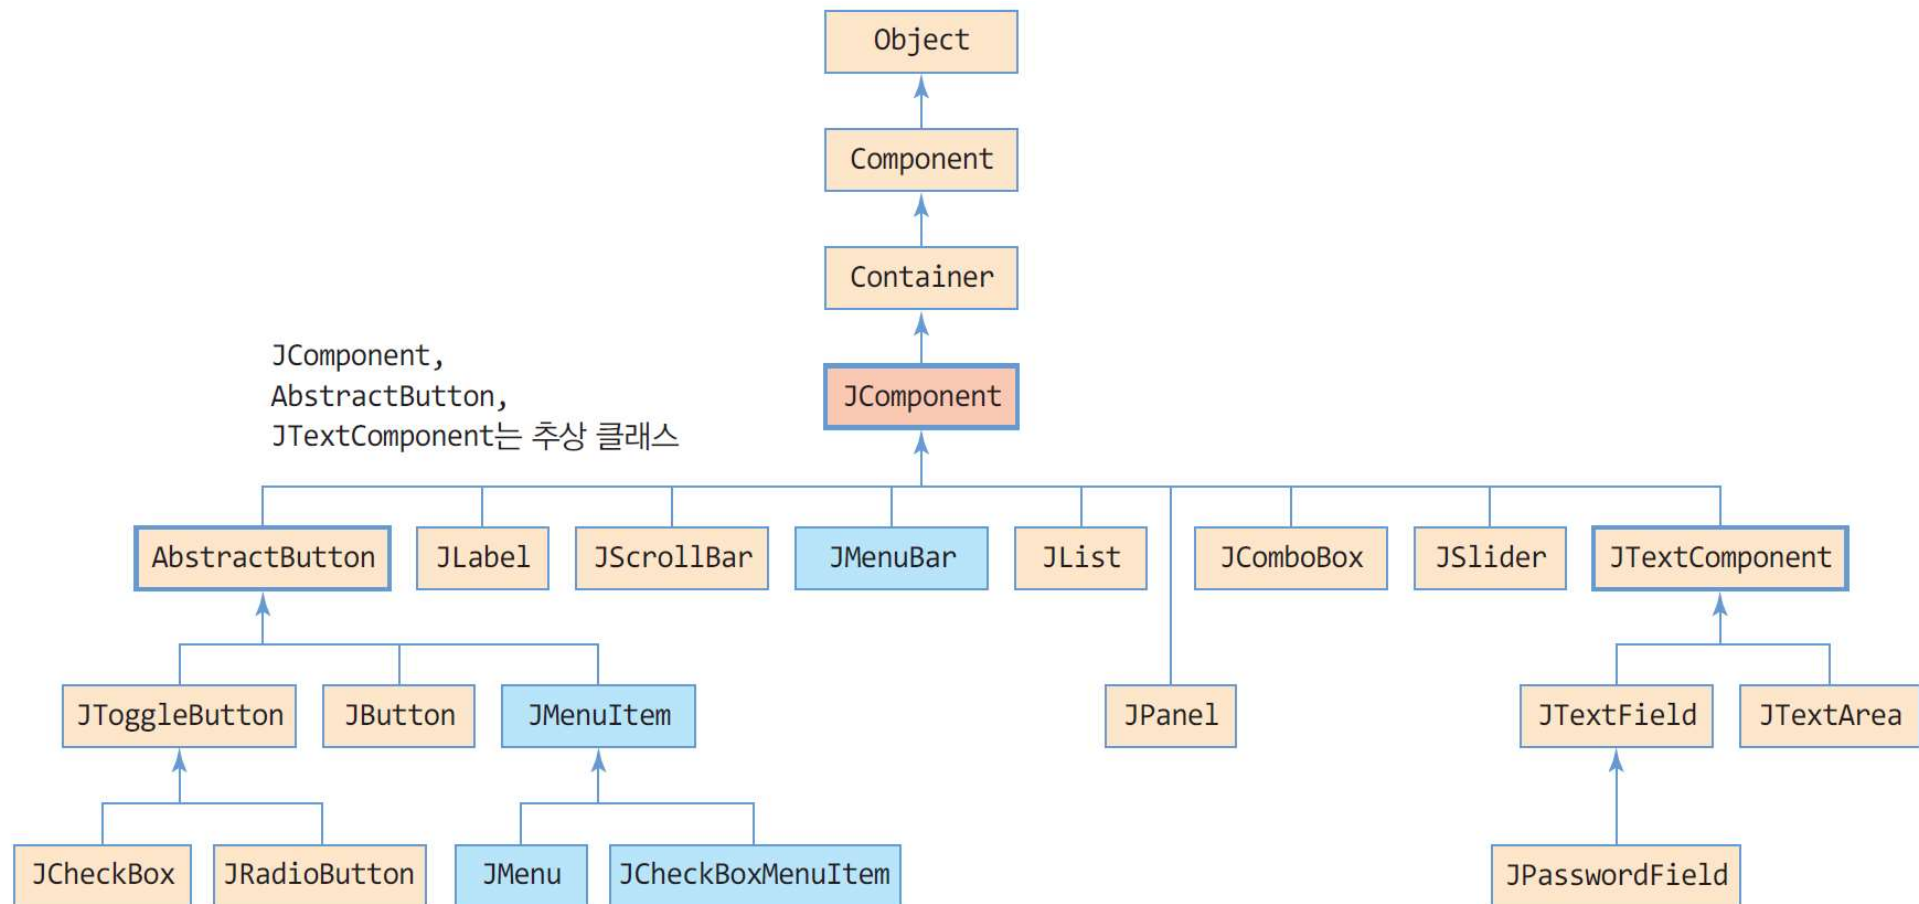 Object
Component
Container
JComponent,
AbstractButton,
JTextComponent는 추상 클래스
JComponent
AbstractButton
JLabel
JScrollBar
JMenuBar
JList
JComboBox
JSlider
JTextComponent
JToggleButton
JButton
JMenuItem
JPanel
JTextField
JTextArea
JCheckBox
JRadioButton
JMenu
JCheckBoxMenuItem
JPasswordField